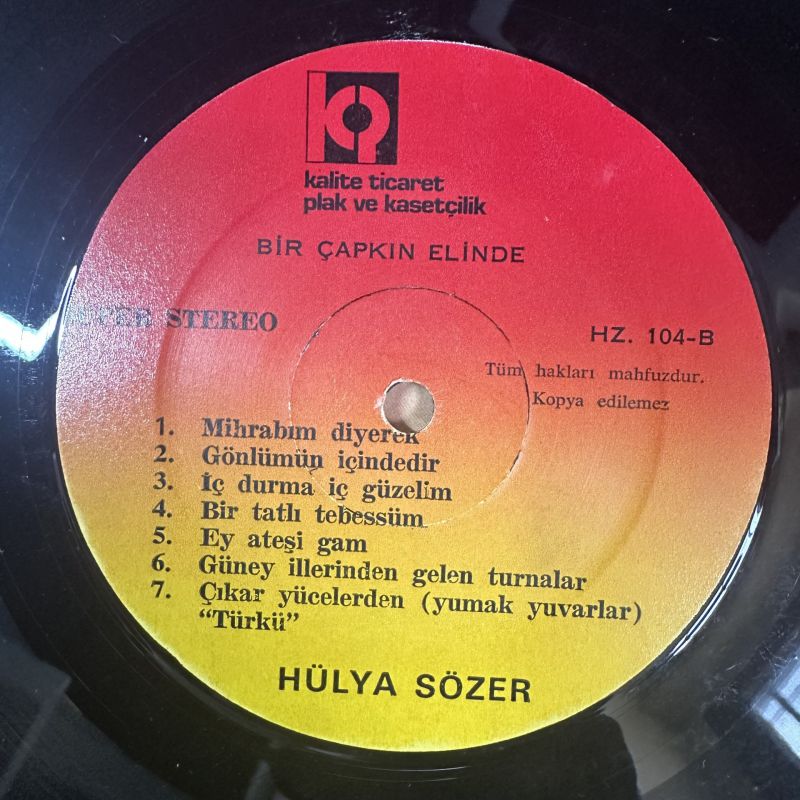 kalite ticaret
plak ve kasetçilik
BİR ÇAPKIN ELİNDE
SUPER STEREO
HZ. 104-B
Tüm hakları mahfuzdur.
Kopya edilemez
1. Mihrabım diyerek
2. Gönlümün içindedir
3. İç durma iç güzelim
4. Bir tatlı tebessüm
5. Ey ateşi gam
6. Güney illerinden gelen turnalar
7. Çıkar yücelerden (yumak yuvarlar)
“Türkü”
HÜLYA SÖZER